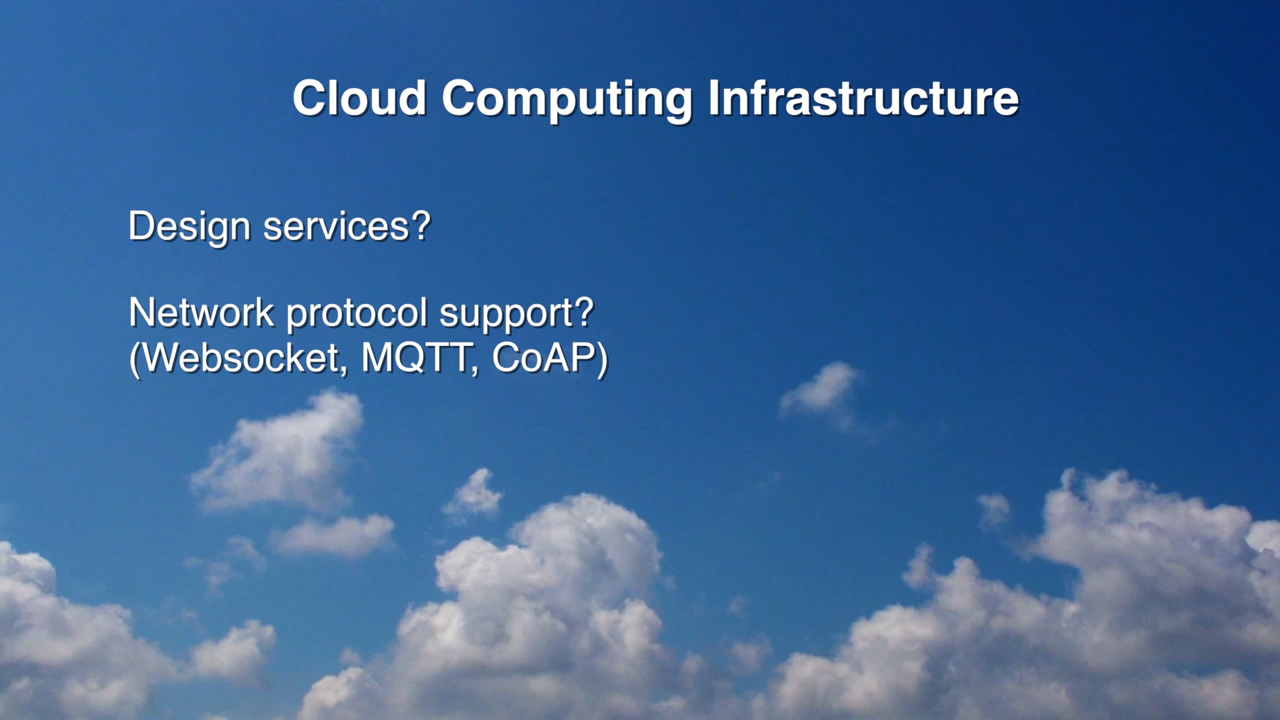 Cloud Computing Infrastructure
Design services?
Network protocol support?
(Websocket, MQTT, CoAP)